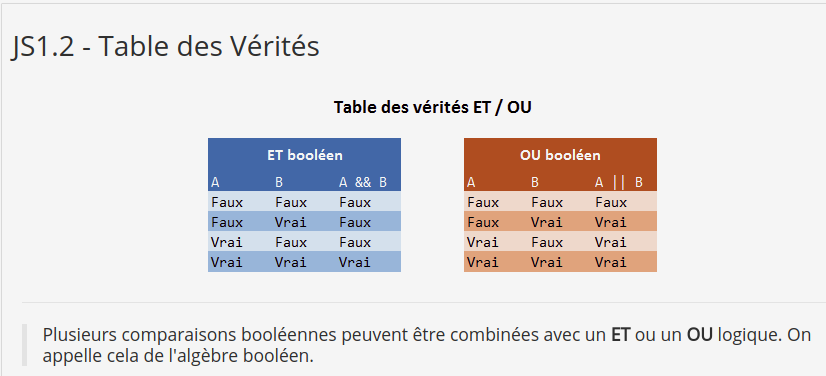 JS1.2 - Table des Vérités
Table des vérités ET / OU
ET booléen
A B A && B
Faux Faux Faux
Faux Vrai Faux
Vrai Faux Faux
Vrai Vrai Vrai
OU booléen
A B A || B
Faux Faux Faux
Faux Vrai Vrai
Vrai Faux Vrai
Vrai Vrai Vrai
Plusieurs comparaisons booléennes peuvent être combinées avec un ET ou un OU logique. On
appelle cela de l'algèbre booléen.